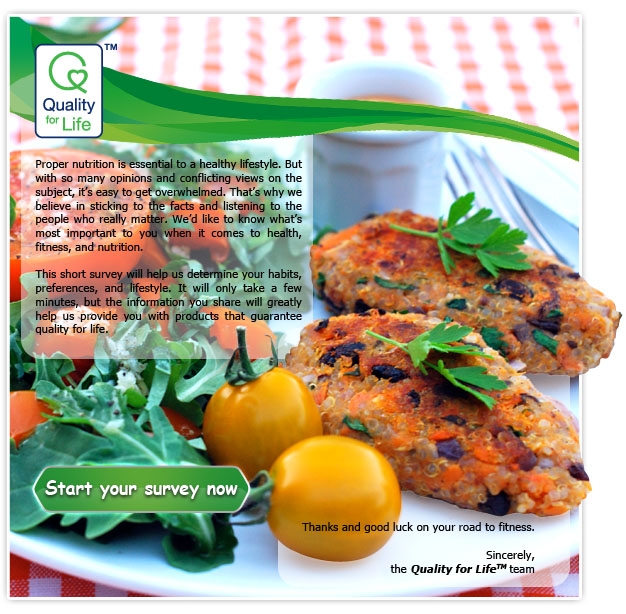 TM
Quality
for Life
Proper nutrition is essential to a healthy lifestyle. But
with so many opinions and conflicting views on the
subject, it’s easy to get overwhelmed. That’s why we
believe in sticking to the facts and listening to the
people who really matter. We’d like to know what’s
most important to you when it comes to health,
fitness, and nutrition.
This short survey will help us determine your habits,
preferences, and lifestyle. It will only take a few
minutes, but the information you share will greatly
help us provide you with products that guarantee
quality for life.
Start your survey now
Thanks and good luck on your road to fitness.
Sincerely,
the Quality for Life™ team